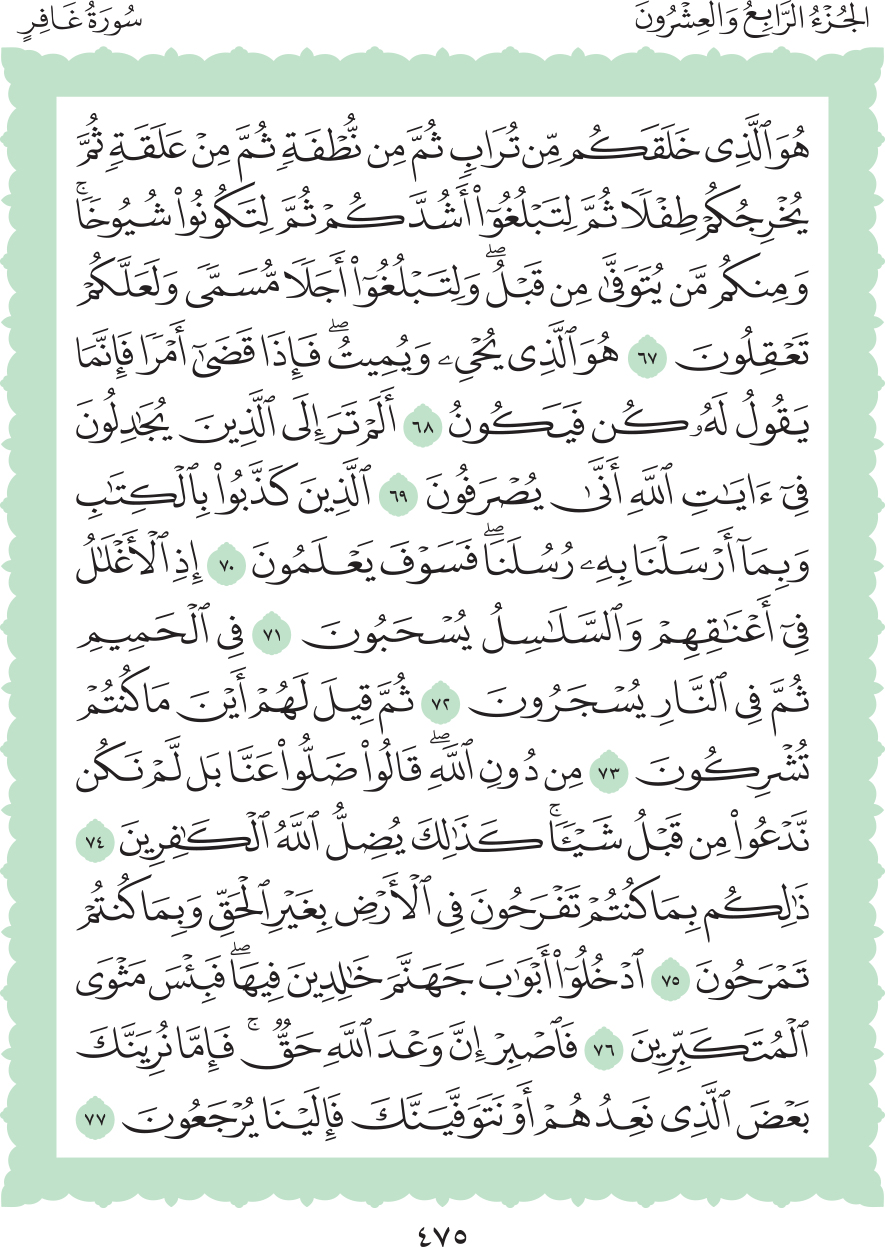 الجُزْءُ الرَّابِعُ وَالْعِشْرُونَ
سُورَةُ غَافِرٍ
هُوَ ٱلَّذِى خَلَقَكُم مِّن تُرَابٍ ثُمَّ مِن نُّطْفَةٍ ثُمَّ مِنْ عَلَقَةٍ ثُمَّ
يُخْرِجُكُمْ طِفْلًا ثُمَّ لِتَبْلُغُوٓا۟ أَشُدَّكُمْ ثُمَّ لِتَكُونُوا۟ شُيُوخًاۚ
وَمِنكُم مَّن يُتَوَفَّىٰ مِن قَبْلُۖ وَلِتَبْلُغُوٓا۟ أَجَلًا مُّسَمًّى وَلَعَلَّكُمْ
تَعْقِلُونَ ٦٧ هُوَ ٱلَّذِى يُحْىِۦ وَيُمِيتُۖ فَإِذَا قَضَىٰٓ أَمْرًا فَإِنَّمَا
يَقُولُ لَهُۥ كُن فَيَكُونُ ٦٨ أَلَمْ تَرَ إِلَى ٱلَّذِينَ يُجَٰدِلُونَ
فِىٓ ءَايَٰتِ ٱللَّهِ أَنَّىٰ يُصْرَفُونَ ٦٩ ٱلَّذِينَ كَذَّبُوا۟ بِٱلْكِتَٰبِ
وَبِمَآ أَرْسَلْنَا بِهِۦ رُسُلَنَاۖ فَسَوْفَ يَعْلَمُونَ ٧٠ إِذِ ٱلْأَغْلَٰلُ
فِىٓ أَعْنَٰقِهِمْ وَٱلسَّلَٰسِلُ يُسْحَبُونَ ٧١ فِى ٱلْحَمِيمِ
ثُمَّ فِى ٱلنَّارِ يُسْجَرُونَ ٧٢ ثُمَّ قِيلَ لَهُمْ أَيْنَ مَا كُنتُمْ
تُشْرِكُونَ ٧٣ مِن دُونِ ٱللَّهِۖ قَالُوا۟ ضَلُّوا۟ عَنَّا بَل لَّمْ نَكُن
نَّدْعُوا۟ مِن قَبْلُ شَيْـًٔاۚ كَذَٰلِكَ يُضِلُّ ٱللَّهُ ٱلْكَٰفِرِينَ ٧٤
ذَٰلِكُم بِمَا كُنتُمْ تَفْرَحُونَ فِى ٱلْأَرْضِ بِغَيْرِ ٱلْحَقِّ وَبِمَا كُنتُمْ
تَمْرَحُونَ ٧٥ ٱدْخُلُوٓا۟ أَبْوَٰبَ جَهَنَّمَ خَٰلِدِينَ فِيهَاۖ فَبِئْسَ مَثْوَى
ٱلْمُتَكَبِّرِينَ ٧٦ فَٱصْبِرْ إِنَّ وَعْدَ ٱللَّهِ حَقٌّۚ فَإِمَّا نُرِيَنَّكَ
بَعْضَ ٱلَّذِى نَعِدُهُمْ أَوْ نَتَوَفَّيَنَّكَ فَإِلَيْنَا يُرْجَعُونَ ٧٧
٤٧٥